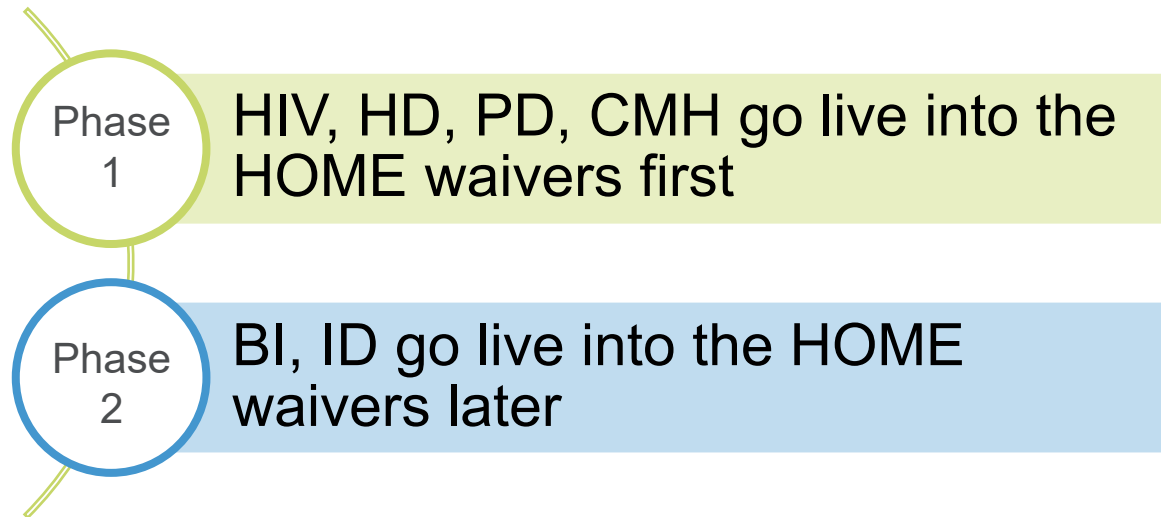 Phase
1
HIV, HD, PD, CMH go live into the
HOME waivers first
Phase
2
BI, ID go live into the HOME
waivers later